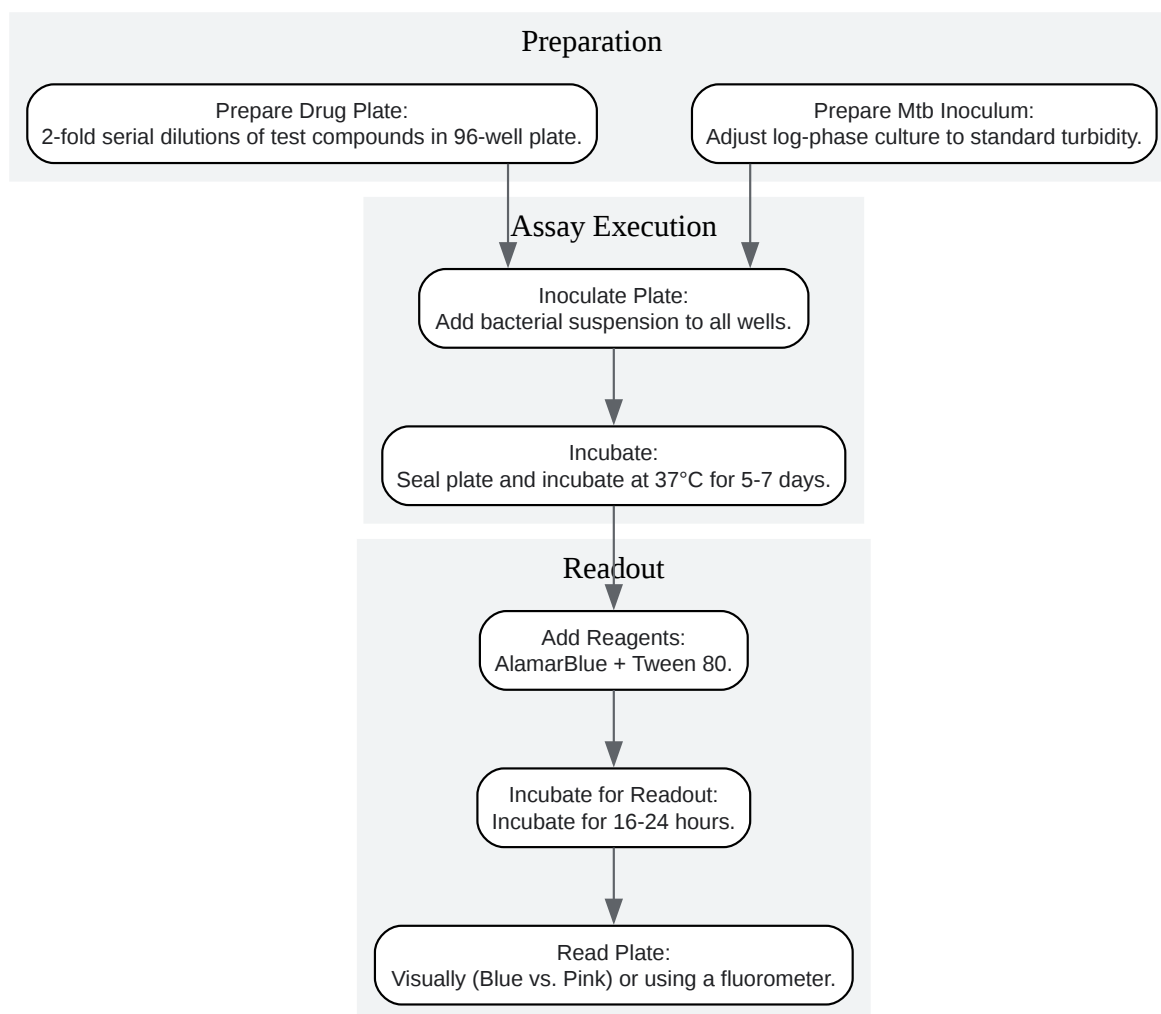 Preparation
Prepare Drug Plate:
2-fold serial dilutions of test compounds in 96-well plate.
Prepare Mtb Inoculum:
Adjust log-phase culture to standard turbidity.
Assay Execution
Inoculate Plate:
Add bacterial suspension to all wells.
Incubate:
Seal plate and incubate at 37°C for 5-7 days.
Readout
Add Reagents:
AlamarBlue + Tween 80.
Incubate for Readout:
Incubate for 16-24 hours.
Read Plate:
Visually (Blue vs. Pink) or using a fluorometer.